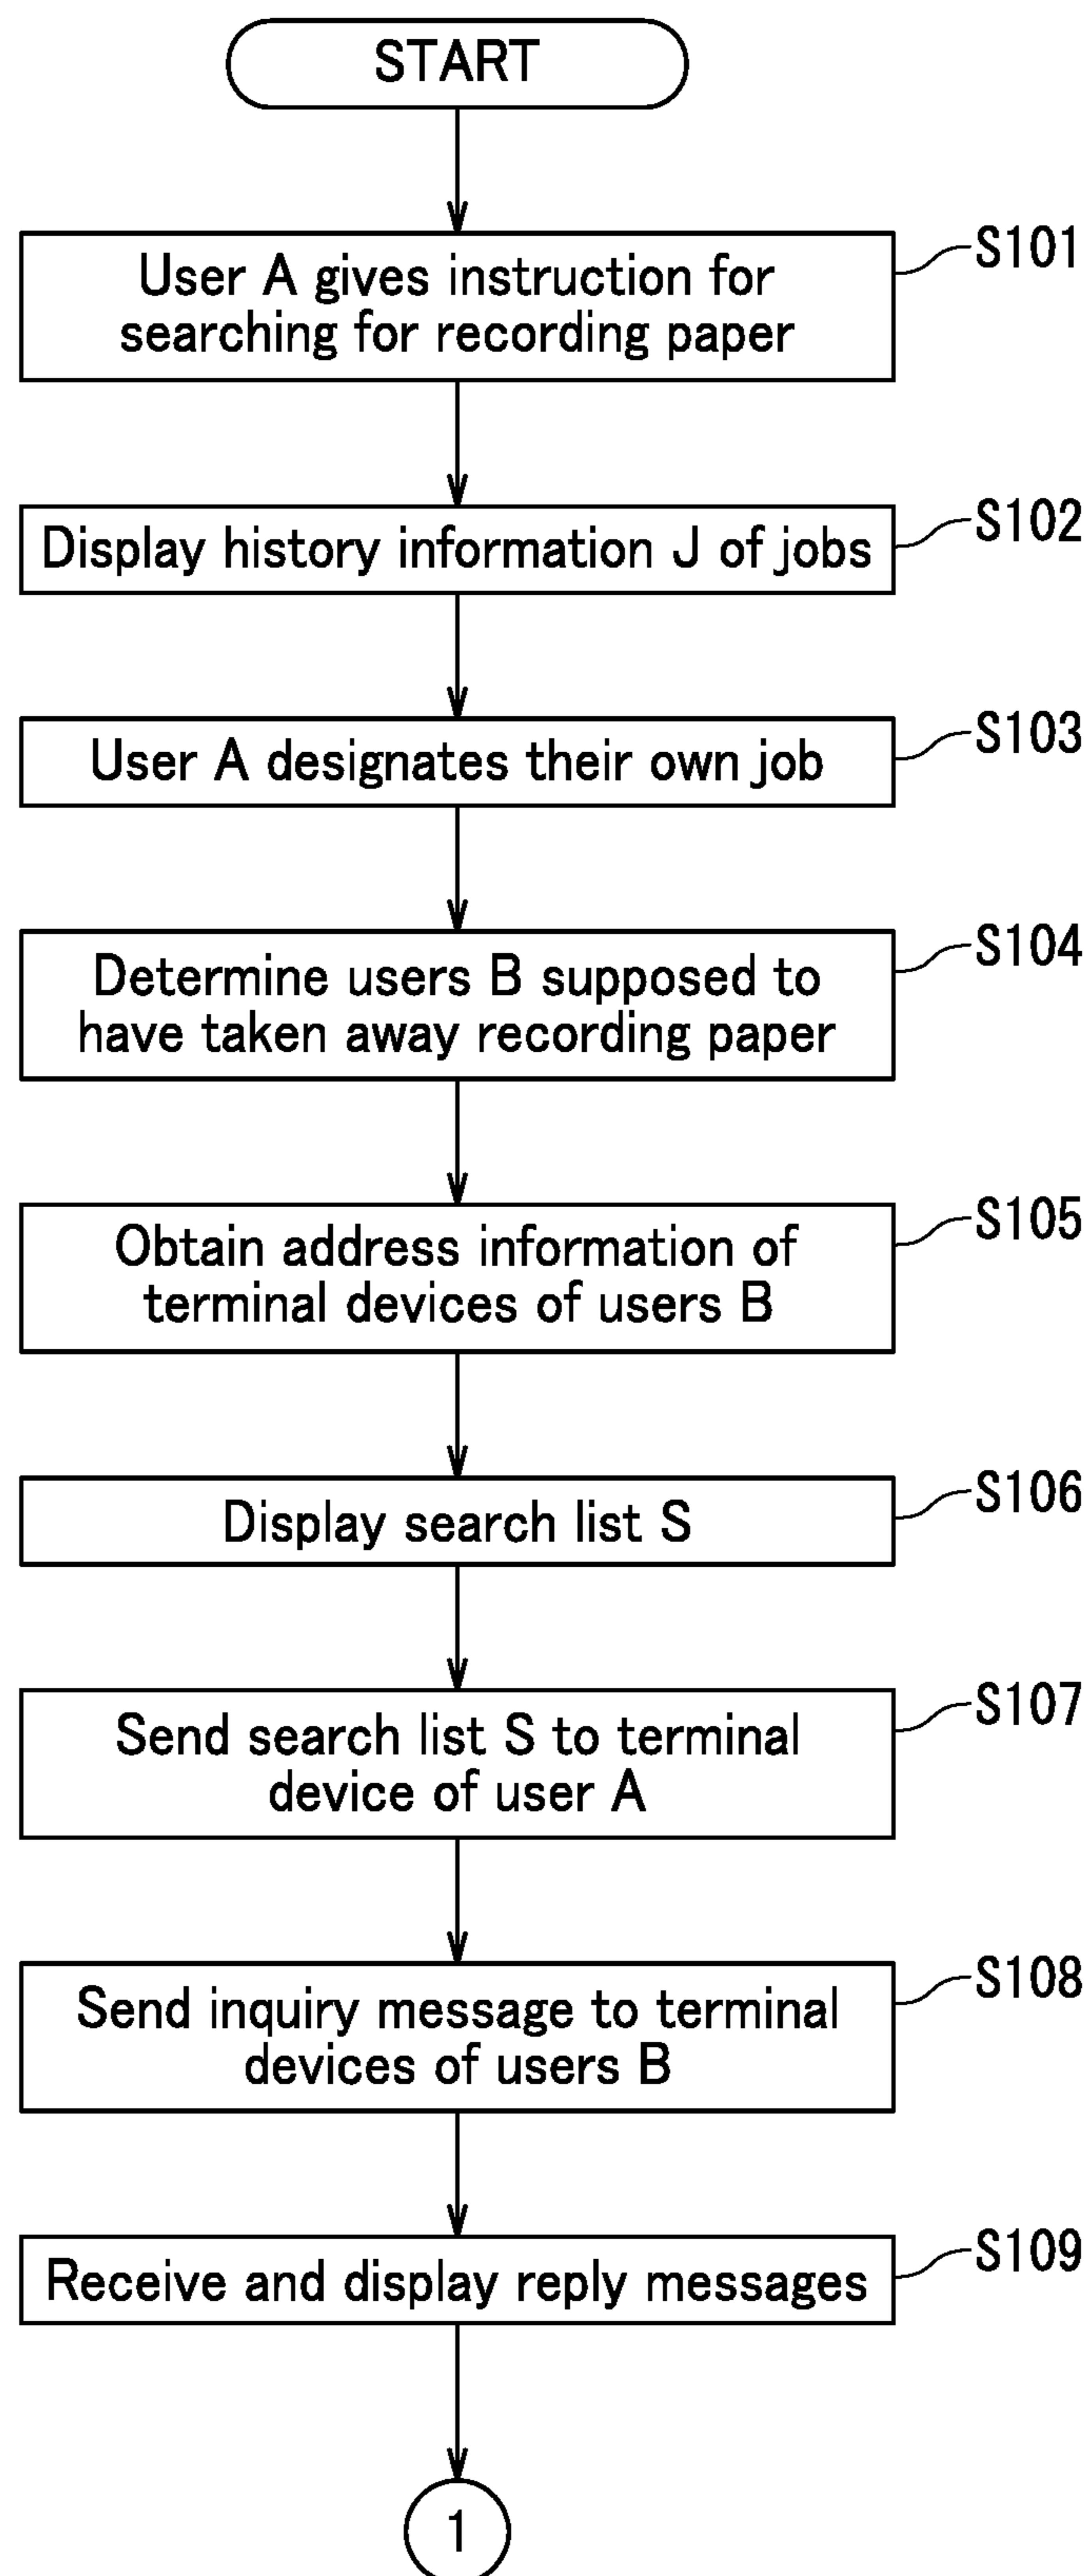 START
S101
User A gives instruction for
searching for recording paper
S102
Display history information J of jobs
S103
User A designates their own job
S104
Determine users B supposed to
have taken away recording paper
S105
Obtain address information of
terminal devices of users B
S106
Display search list S
S107
Send search list S to terminal
device of user A
S108
Send inquiry message to terminal
devices of users B
S109
Receive and display reply messages
1